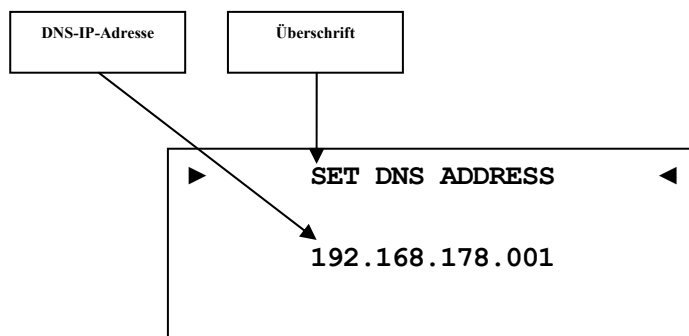 DNS-IP-Adresse
Überschrift
► SET DNS ADDRESS ◄
192.168.178.001